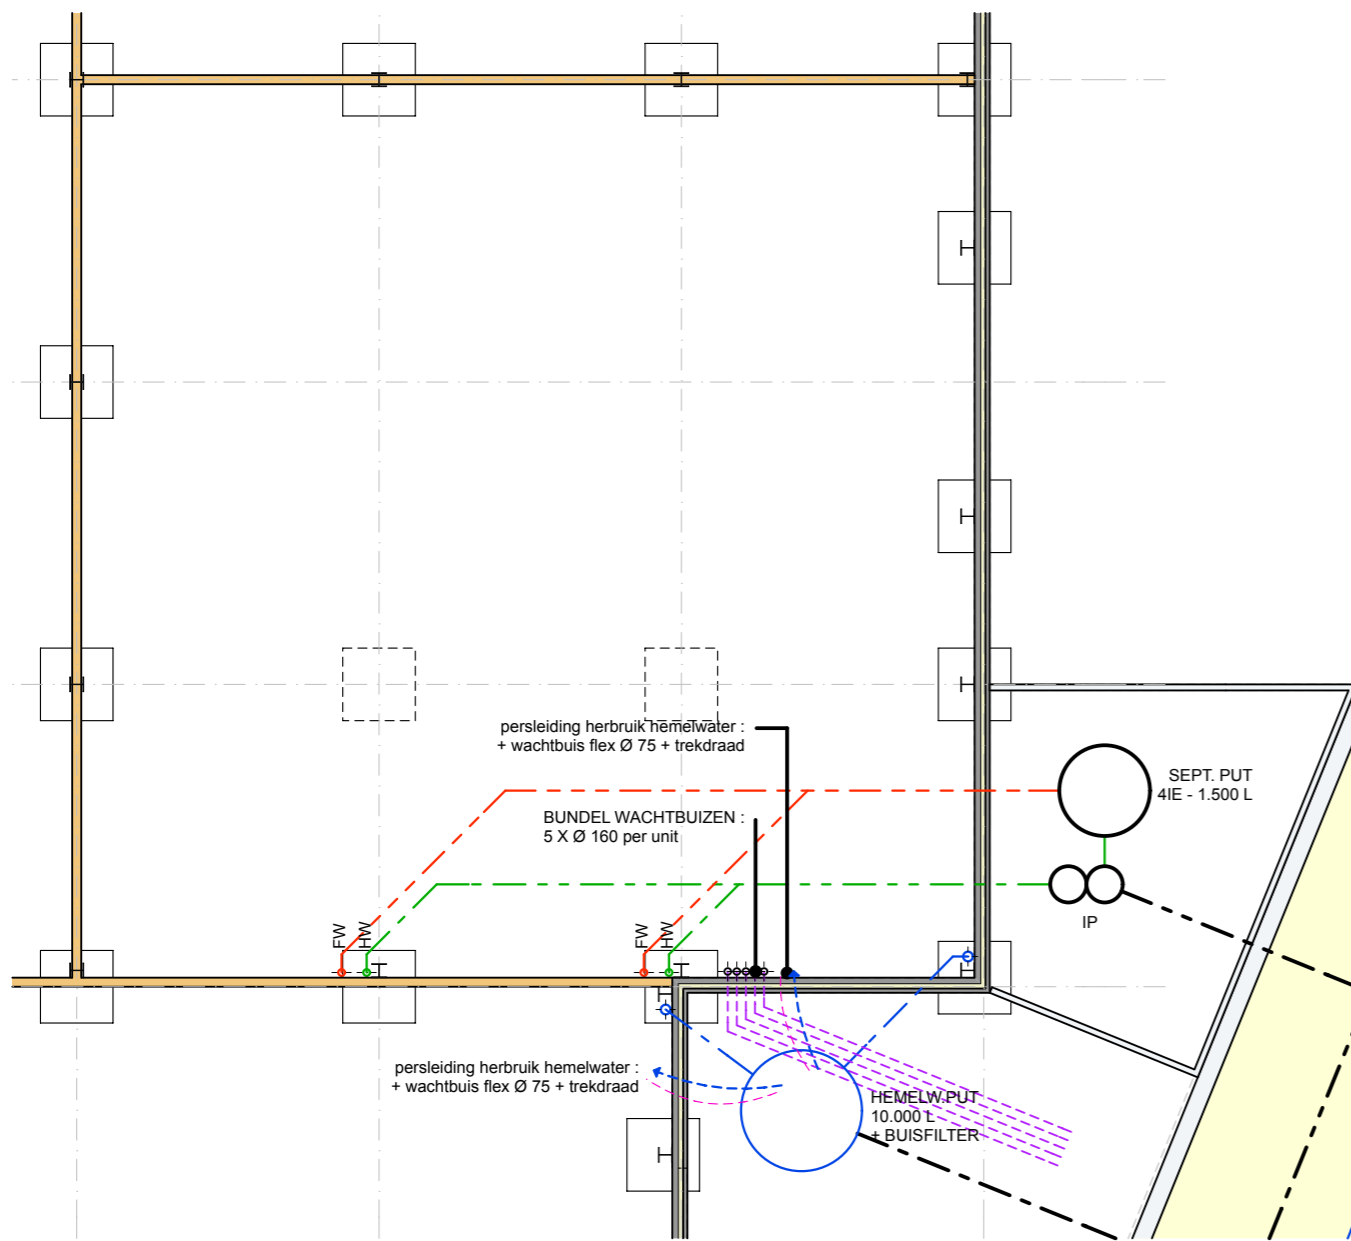 persleiding herbruik hemelwater :
+ wachtbuis flex Ø 75 + trekdraad
SEPT. PUT
4IE - 1.500 L
BUNDEL WACHTBUIZEN :
5 X Ø 160 per unit
IP
FW
HW
FW
HW
persleiding herbruik hemelwater :
+ wachtbuis flex Ø 75 + trekdraad
HEMELW.PUT
10.000 L
+ BUISFILTER